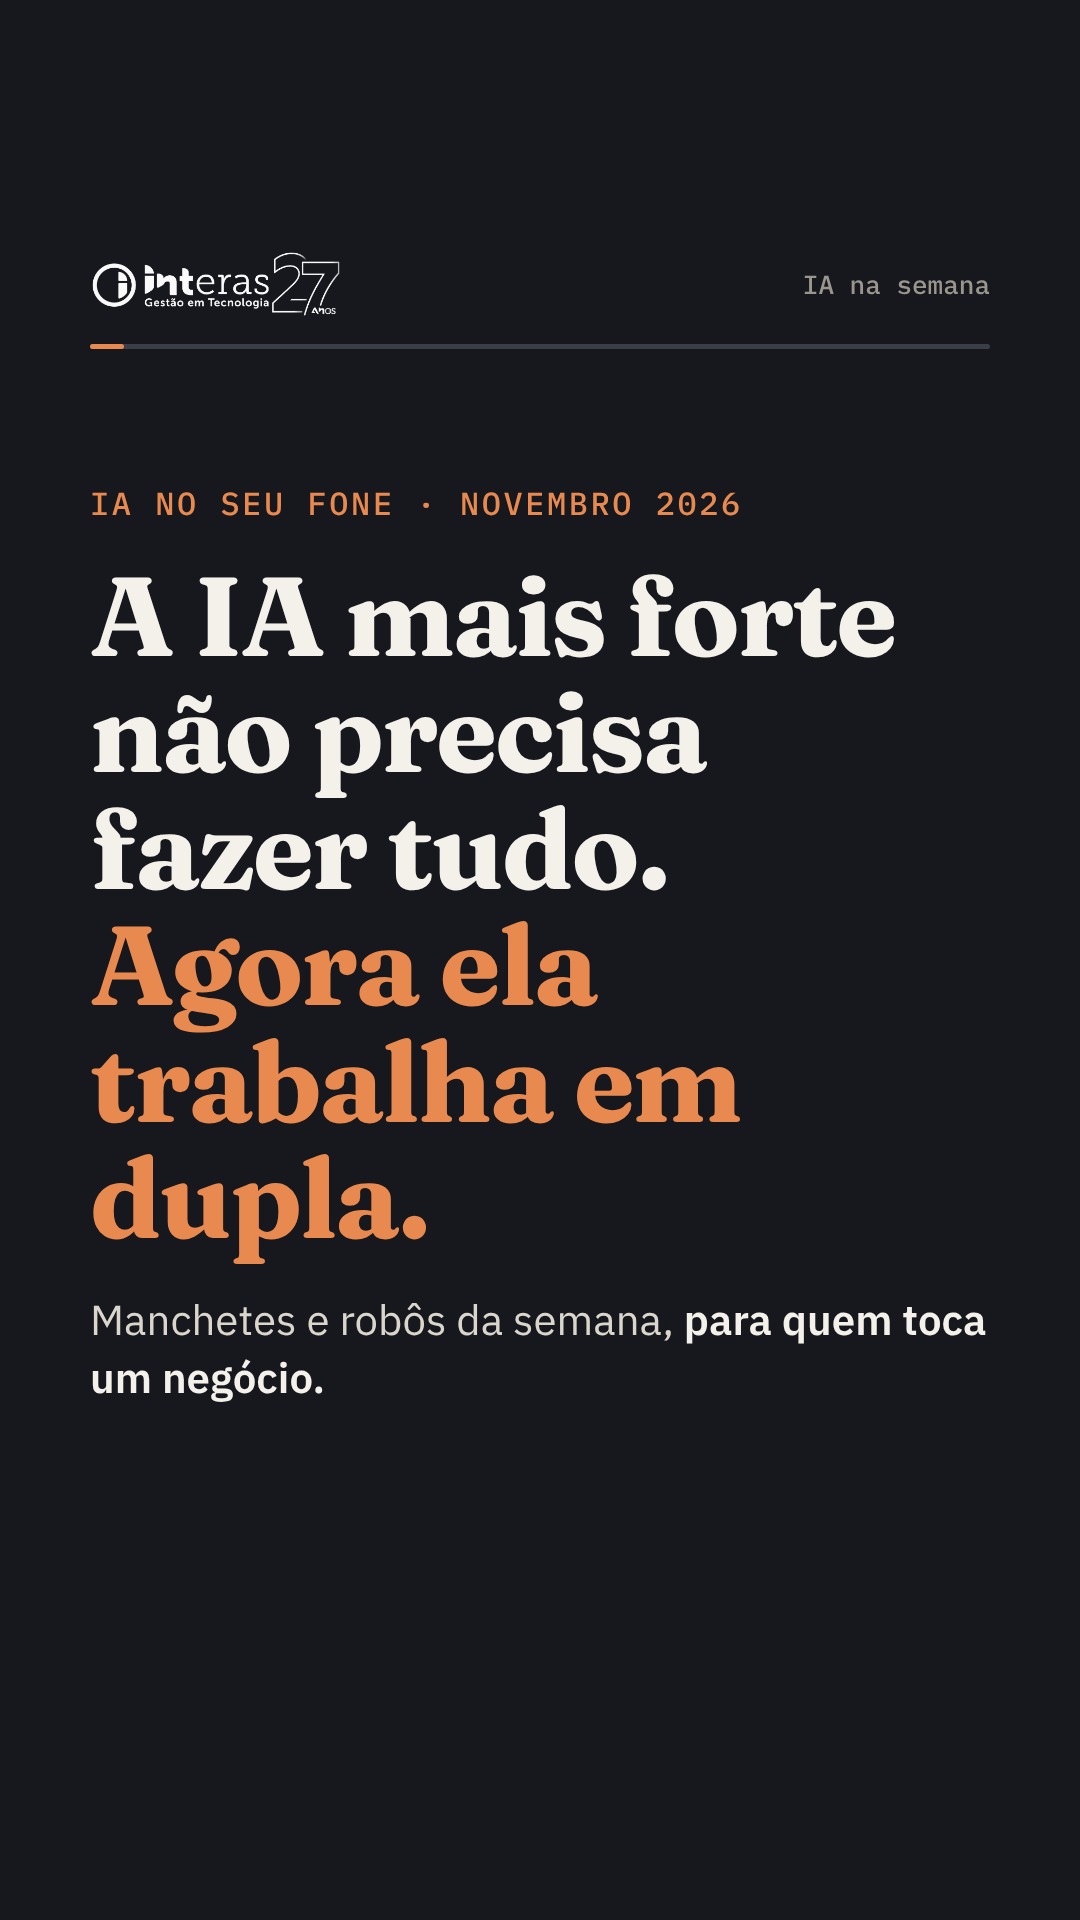 interas 27
Gestão em Tecnologia
ANOS
IA na semana
IA NO SEU FONE · NOVEMBRO 2026
A IA mais forte
não precisa
fazer tudo.
Agora ela
trabalha em
dupla.
Manchetes e robôs da semana, para quem toca
um negócio.